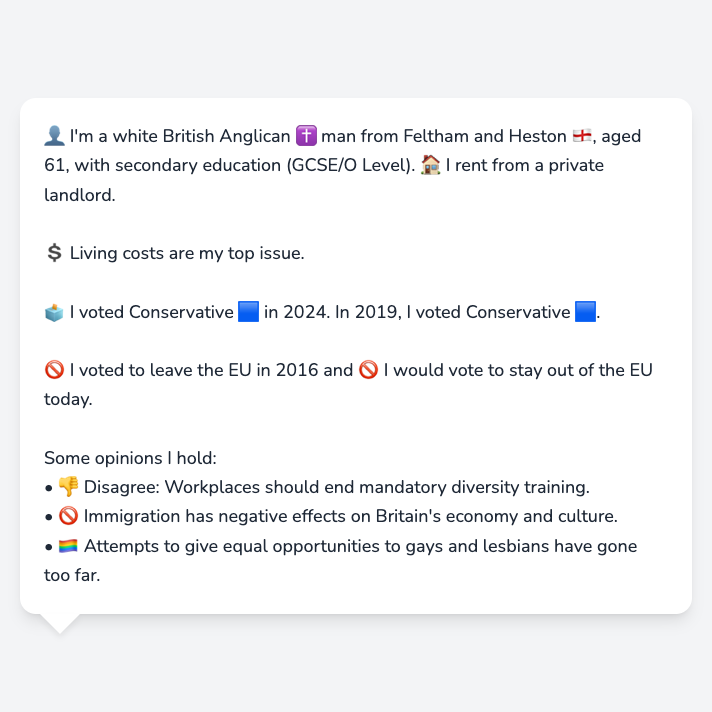 👤 I'm a white British Anglican ✝️ man from Feltham and Heston 🏴󠁧󠁢󠁥󠁮󠁧󠁿, aged
61, with secondary education (GCSE/O Level). 🏠 I rent from a private
landlord.
💲 Living costs are my top issue.
🗳️ I voted Conservative 🟦 in 2024. In 2019, I voted Conservative 🟦.
🚫 I voted to leave the EU in 2016 and 🚫 I would vote to stay out of the EU
today.
Some opinions I hold:
• 👎 Disagree: Workplaces should end mandatory diversity training.
• 🚫 Immigration has negative effects on Britain's economy and culture.
• 🏳️‍🌈 Attempts to give equal opportunities to gays and lesbians have gone
too far.